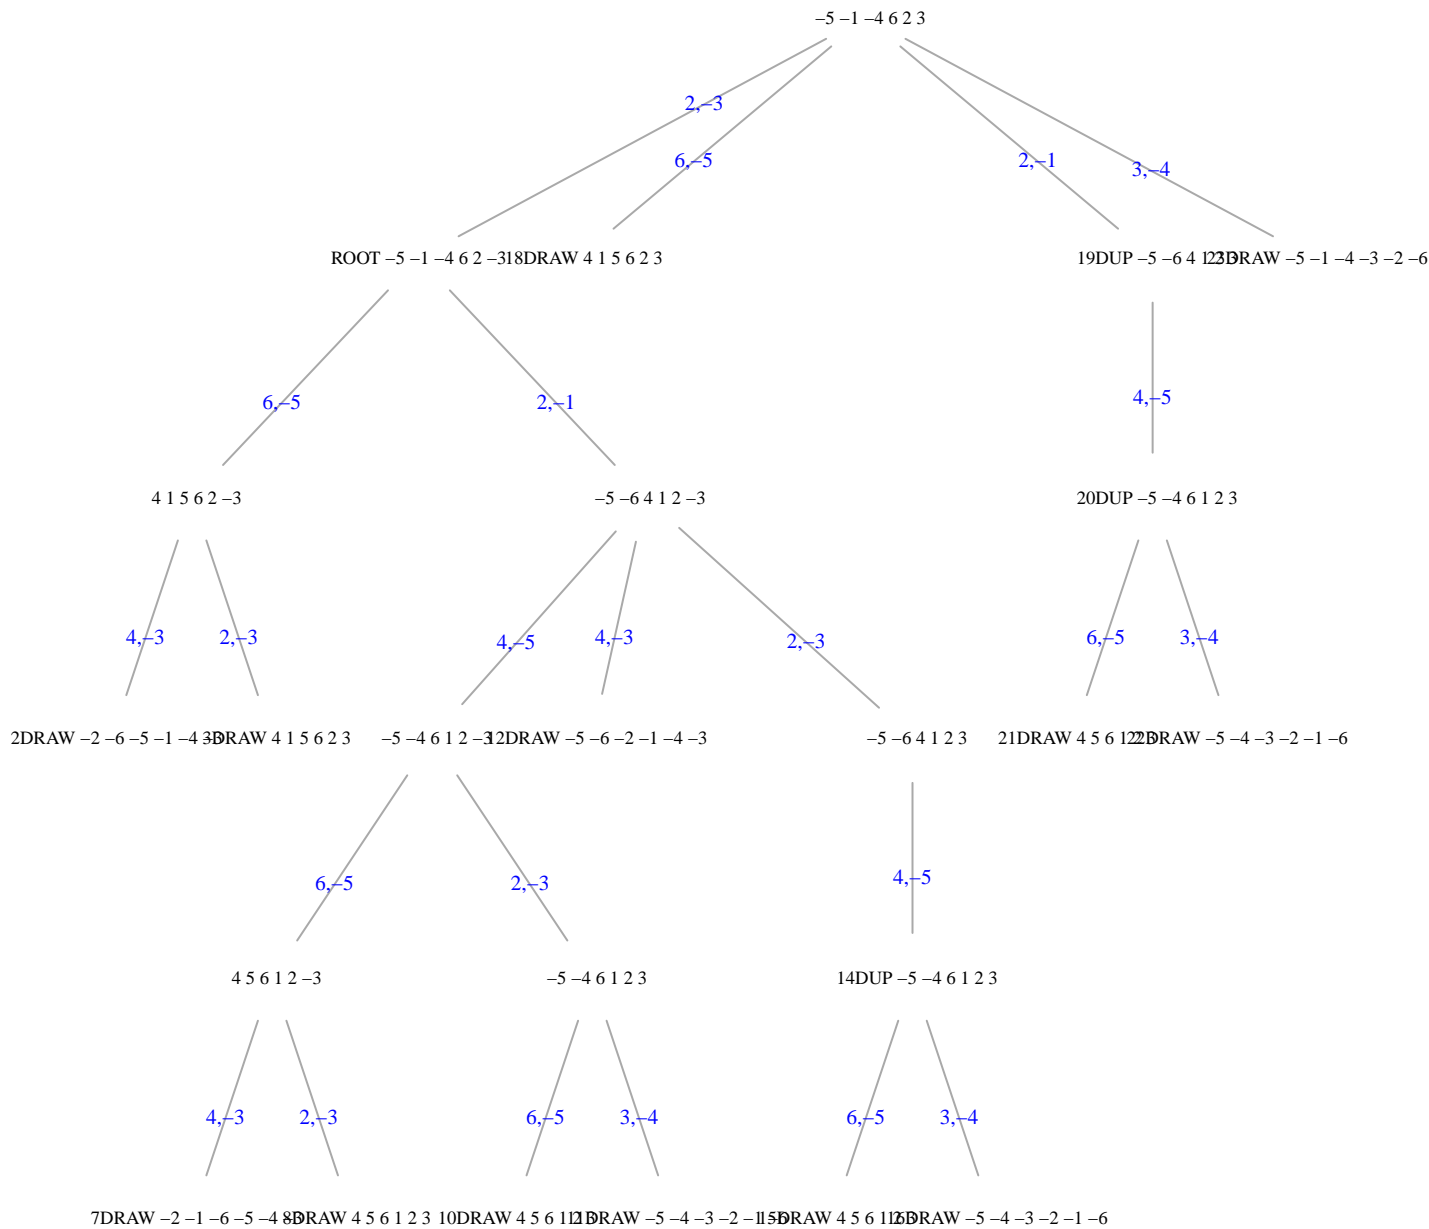 –5 –1 –4 6 2 3
2,–3
6,–5
2,–1
3,–4
ROOT –5 –1 –4 6 2 –3
18DRAW 4 1 5 6 2 3
19DUP –5 –6 4 1 2 3
23DRAW –5 –1 –4 –3 –2 –6
6,–5
2,–1
4,–5
4 1 5 6 2 –3
–5 –6 4 1 2 –3
20DUP –5 –4 6 1 2 3
4,–3
2,–3
4,–5
4,–3
2,–3
6,–5
3,–4
2DRAW –2 –6 –5 –1 –4 –3
3DRAW 4 1 5 6 2 3
–5 –4 6 1 2 –3
12DRAW –5 –6 –2 –1 –4 –3
–5 –6 4 1 2 3
21DRAW 4 5 6 1 2 3
22DRAW –5 –4 –3 –2 –1 –6
6,–5
2,–3
4,–5
4 5 6 1 2 –3
–5 –4 6 1 2 3
14DUP –5 –4 6 1 2 3
4,–3
2,–3
6,–5
3,–4
6,–5
3,–4
7DRAW –2 –1 –6 –5 –4 –3
8DRAW 4 5 6 1 2 3
10DRAW 4 5 6 1 2 3
11DRAW –5 –4 –3 –2 –1 –6
15DRAW 4 5 6 1 2 3
16DRAW –5 –4 –3 –2 –1 –6